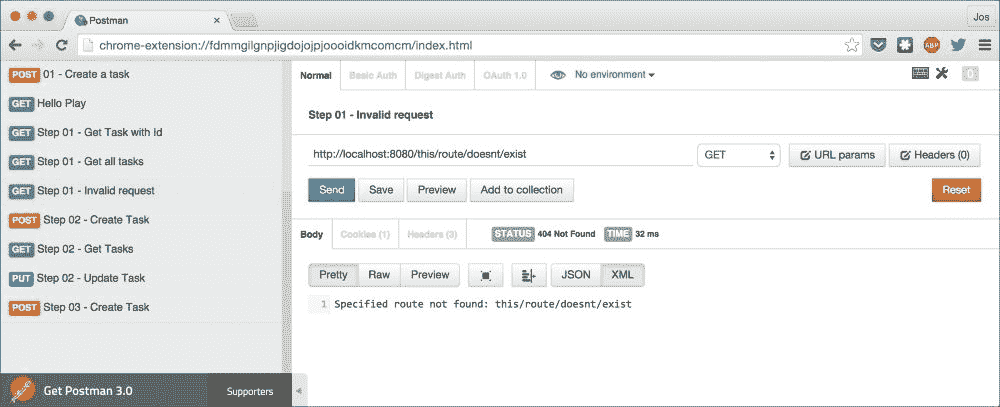 Postman
Jos
chrome-extension://fdmmgilgnpjigdojojpjoooidkmcomcm/index.html
ABP
POST 01 - Create a task
GET Hello Play
GET Step 01 - Get Task with Id
GET Step 01 - Get all tasks
GET Step 01 - Invalid request
POST Step 02 - Create Task
GET Step 02 - Get Tasks
PUT Step 02 - Update Task
POST Step 03 - Create Task
Get Postman 3.0 Supporters
Normal Basic Auth Digest Auth OAuth 1.0 No environment 0
Step 01 - Invalid request
http://localhost:8080/this/route/doesnt/exist GET URL params Headers (0)
Send Save Preview Add to collection Reset
Body Cookies (1) Headers (3) STATUS 404 Not Found TIME 32 ms
Pretty Raw Preview JSON XML
1 Specified route not found: this/route/doesnt/exist